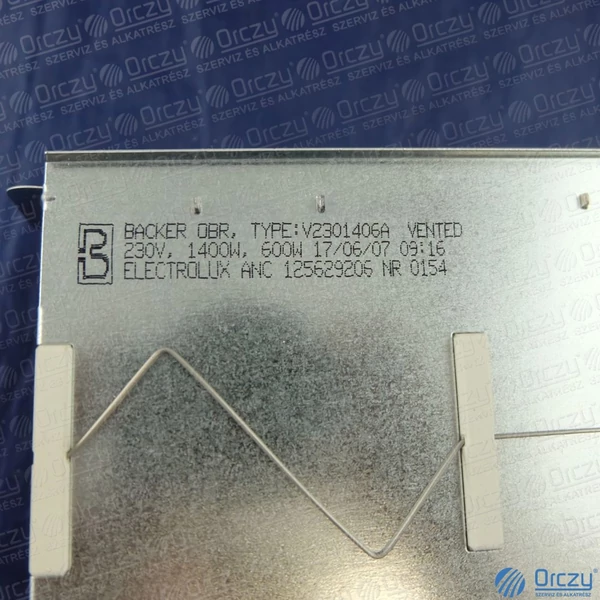 BACKER OBR, TYPE:V2301406A VENTED
230V, 1400W, 600W 17/06/07 09:16
ELECTROLUX ANC 125629206 NR 0154
Orczy
SZERVIZ ÉS ALKATRÉSZ